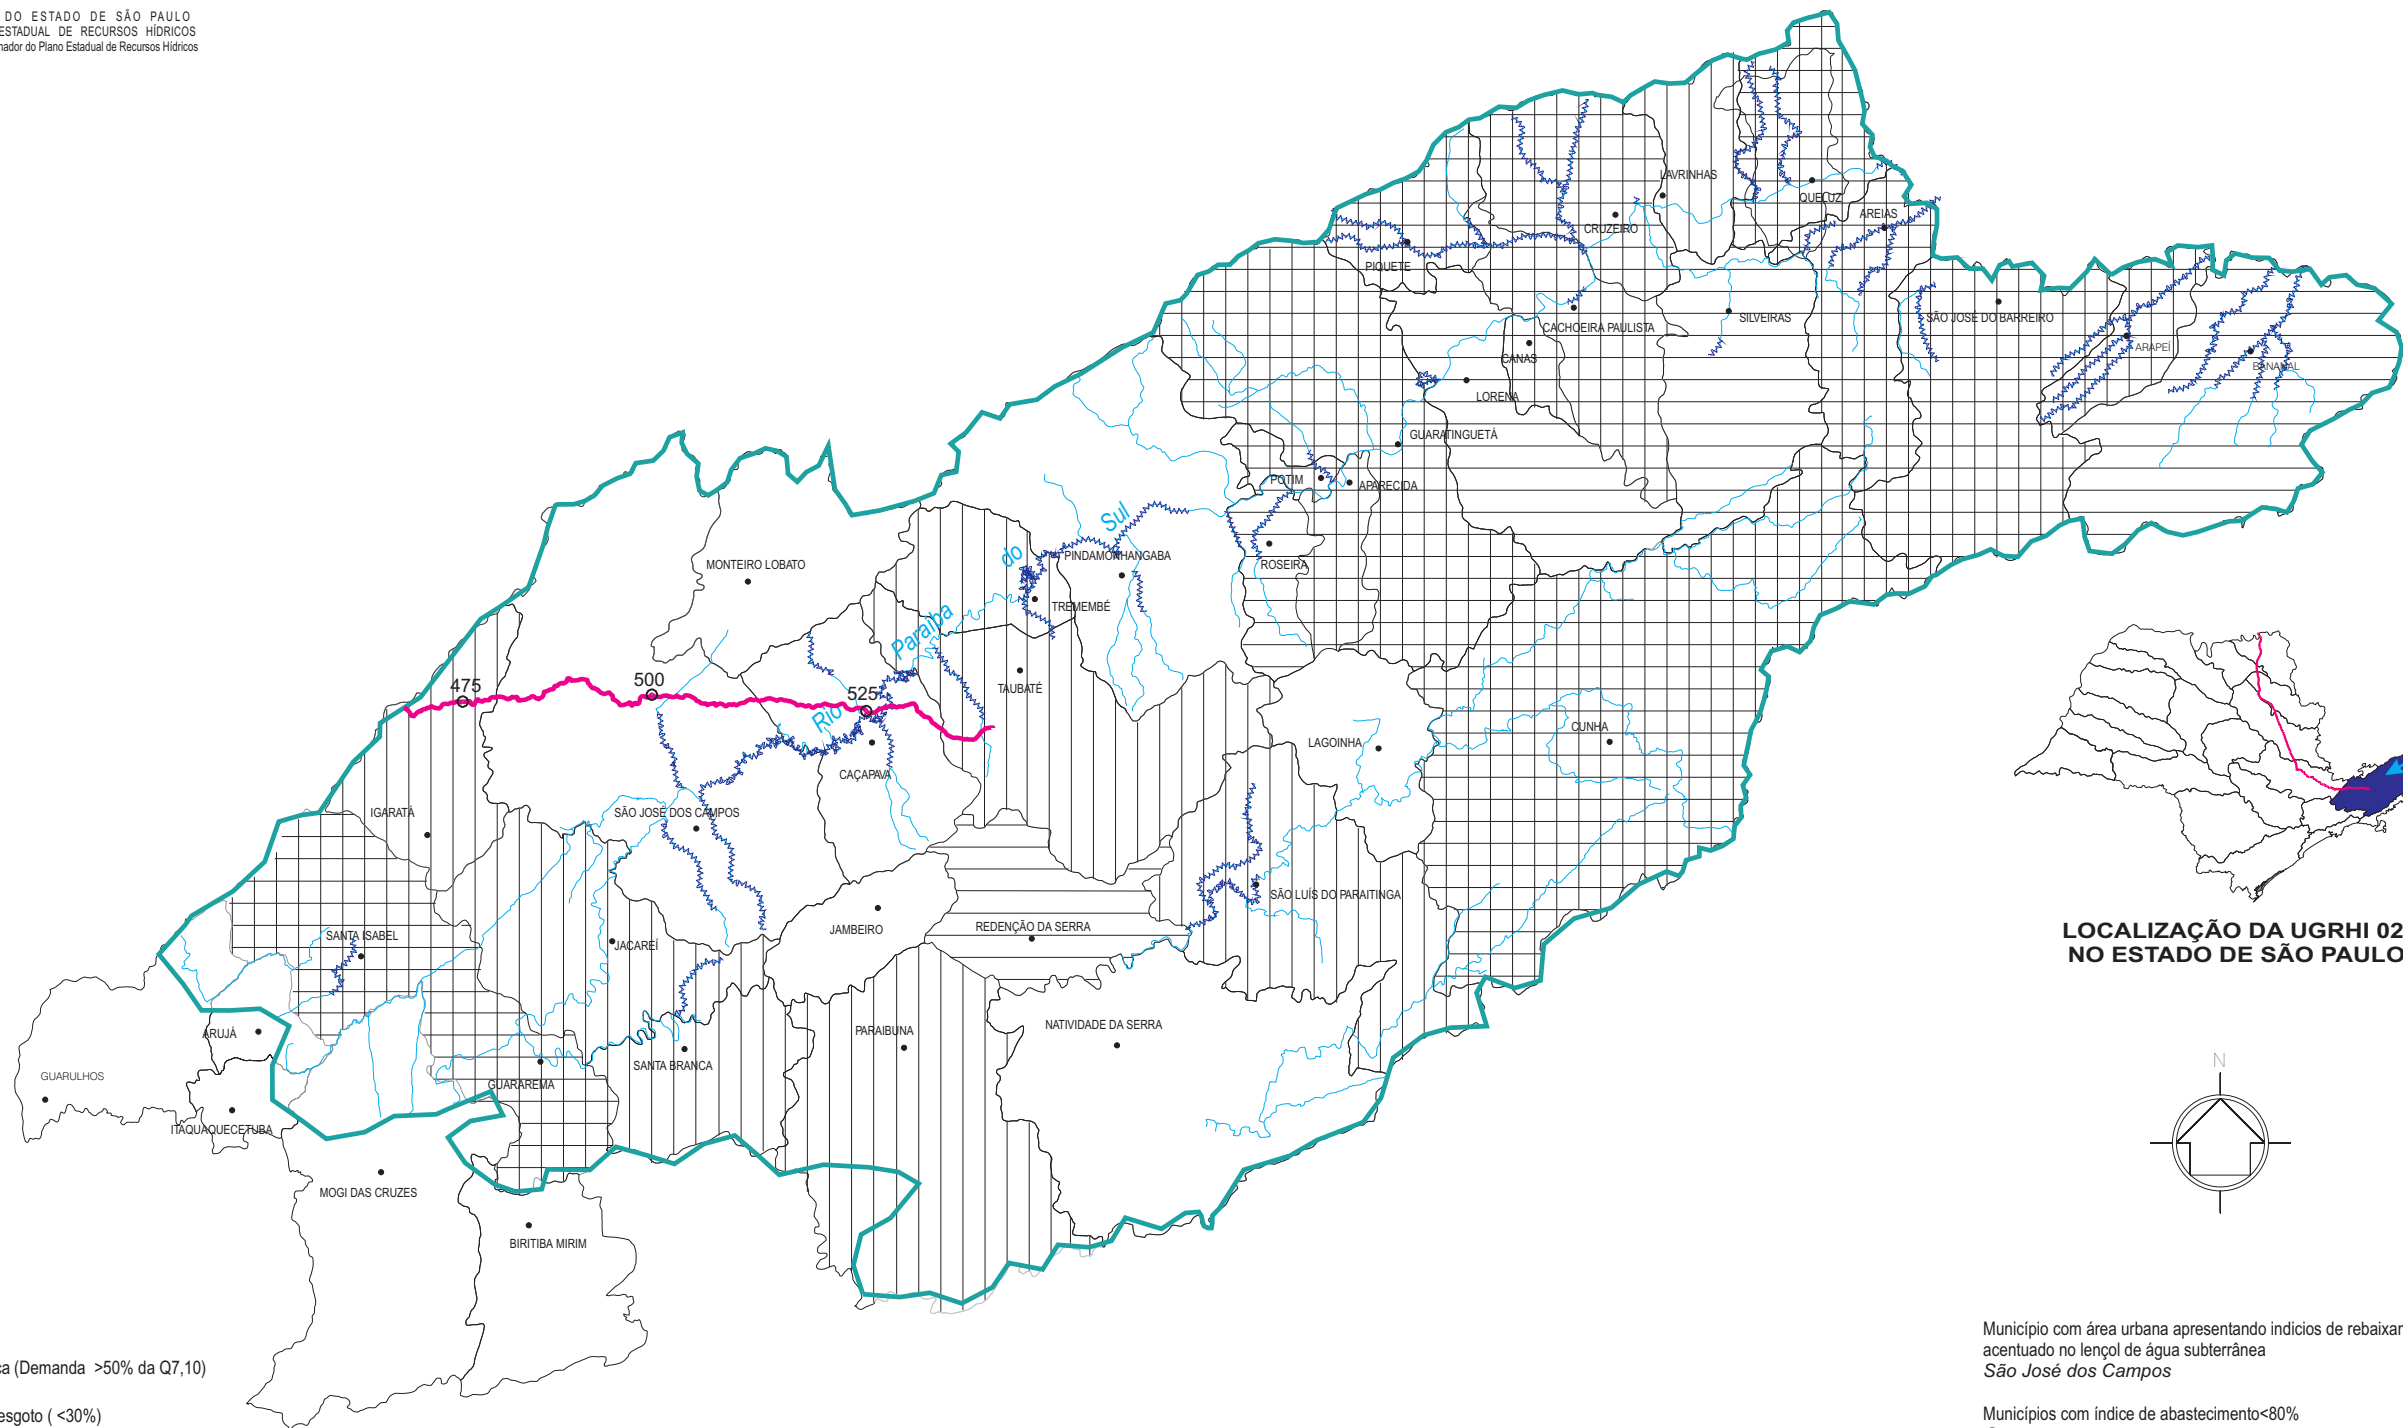 DO ESTADO DE SÃO PAULO
ESTADUAL DE RECURSOS HÍDRICOS
do Plano Estadual de Recursos Hídricos
LAVRINHAS
QUELUZ
AREIAS
CRUZEIRO
PIQUETE
CACHOEIRA PAULISTA
SILVEIRAS
SÃO JOSÉ DO BARREIRO
ARAPEÍ
BANANAL
CANAS
LORENA
GUARATINGUETÁ
POTIM
APARECIDA
ROSEIRA
Rio
Paraiba
do
Sul
PINDAMONHANGABA
TREMEMBÉ
MONTEIRO LOBATO
TAUBATÉ
475
500
525
CUNHA
LAGOINHA
CAÇAPAVA
IGARATÁ
SÃO JOSÉ DOS CAMPOS
SÃO LUÍS DO PARAITINGA
SANTA ISABEL
JACAREÍ
JAMBEIRO
REDENÇÃO DA SERRA
LOCALIZAÇÃO DA UGRHI 02
NO ESTADO DE SÃO PAULO
ARUJÁ
PARAIBUNA
NATIVIDADE DA SERRA
SANTA BRANCA
GUARULHOS
GUARAREMA
N
ITAQUAQUECETUBA
MOGI DAS CRUZES
BIRITIBA MIRIM
(Demanda >50% da Q7,10)
( <30%)
Município com área urbana apresentando indicios de
acentuado no lençol de água subterrânea
São José dos Campos
Municípios com índice de abastecimento<80%